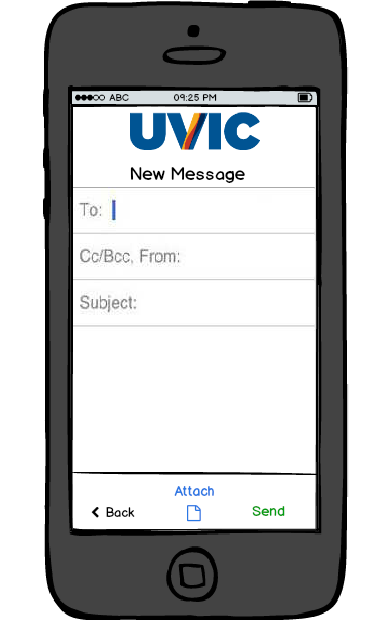 ABC 09:25 PM
UVIC
New Message
To:
Cc/Bcc, From:
Subject:
Attach
Back Send